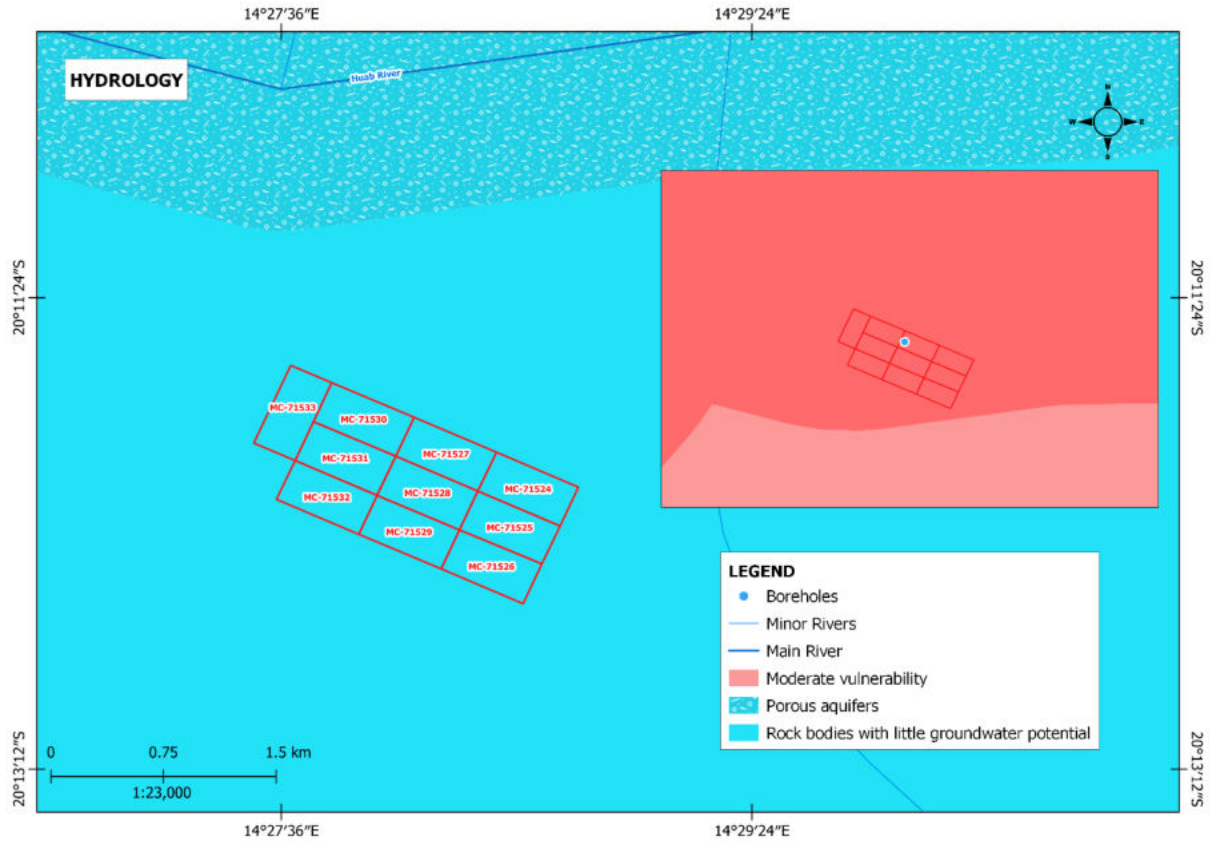 14°27′36″E
14°29′24″E
HYDROLOGY
Huab River
N
W
E
S
20°11′24″S
20°11′24″S
MC-71533
MC-71530
MC-71527
MC-71531
MC-71524
MC-71528
MC-71532
MC-71525
MC-71529
MC-71526
LEGEND
Boreholes
Minor Rivers
Main River
Moderate vulnerability
Porous aquifers
Rock bodies with little groundwater potential
0
0.75
1.5 km
1:23,000
20°13′12″S
20°13′12″S
14°27′36″E
14°29′24″E